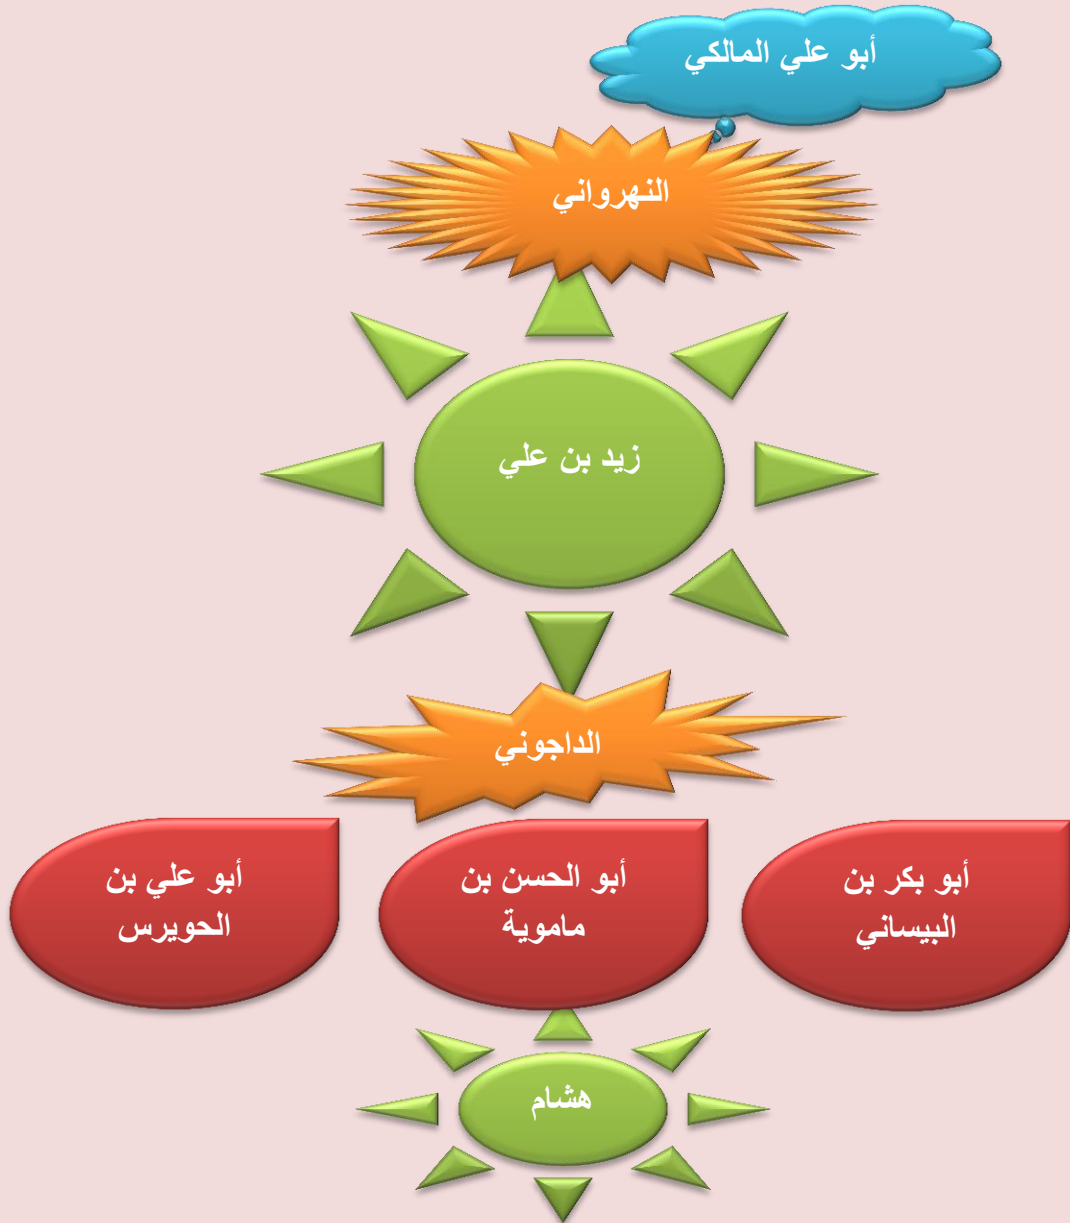 أبو علي المالكي
النهرواني
زيد بن علي
الداجوني
أبو بكر بن
البيساني
أبو الحسن بن
ماموية
أبو علي بن
الحويرس
هشام